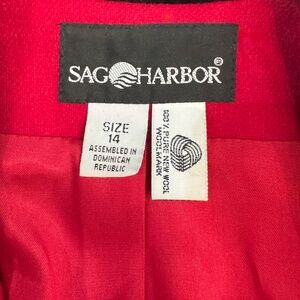 SAG HARBOR®
SIZE
14
ASSEMBLED IN
DOMINICAN
REPUBLIC
100% PURE NEW WOOL
WOOLMARK